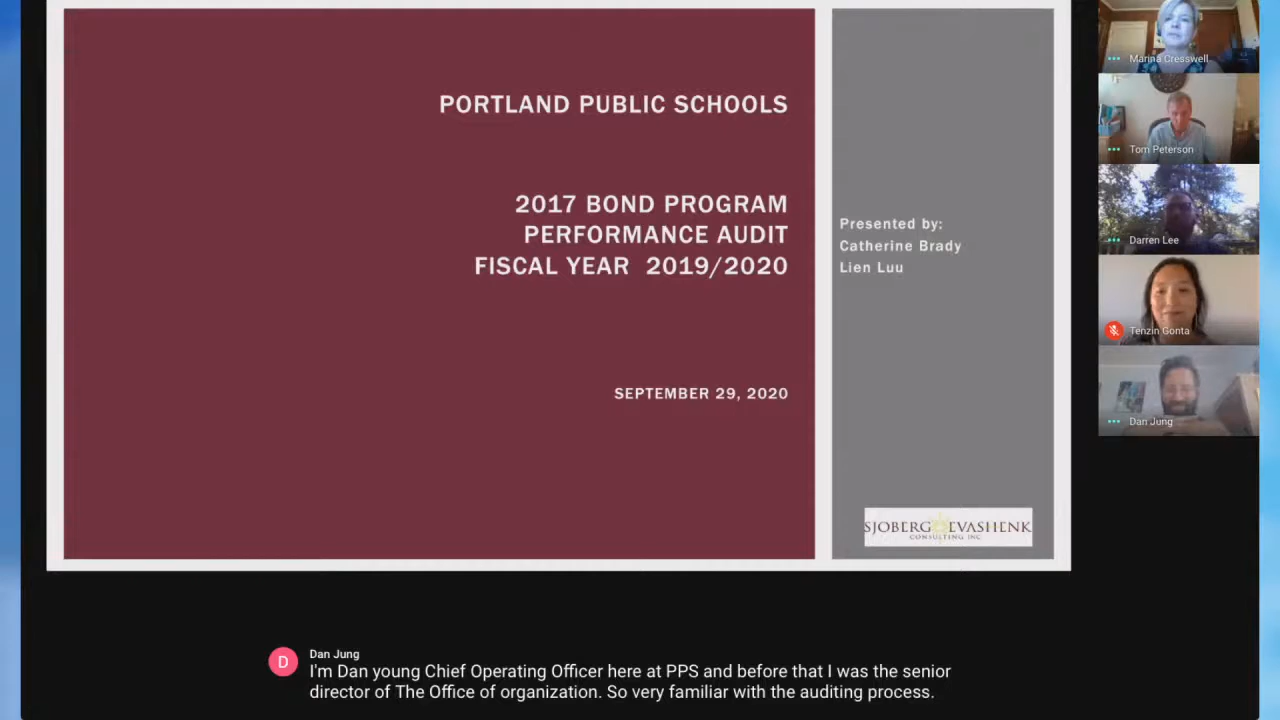 PORTLAND PUBLIC SCHOOLS
2017 BOND PROGRAM
PERFORMANCE AUDIT
FISCAL YEAR 2019/2020
SEPTEMBER 29, 2020
Presented by:
Catherine Brady
Lien Luu
SJOBERG EVASHENK
CONSULTING INC
Marina Cresswell
Tom Peterson
Darren Lee
Tenzin Gonta
Dan Jung
D
Dan Jung
I'm Dan young Chief Operating Officer here at PPS and before that I was the senior
director of The Office of organization. So very familiar with the auditing process.